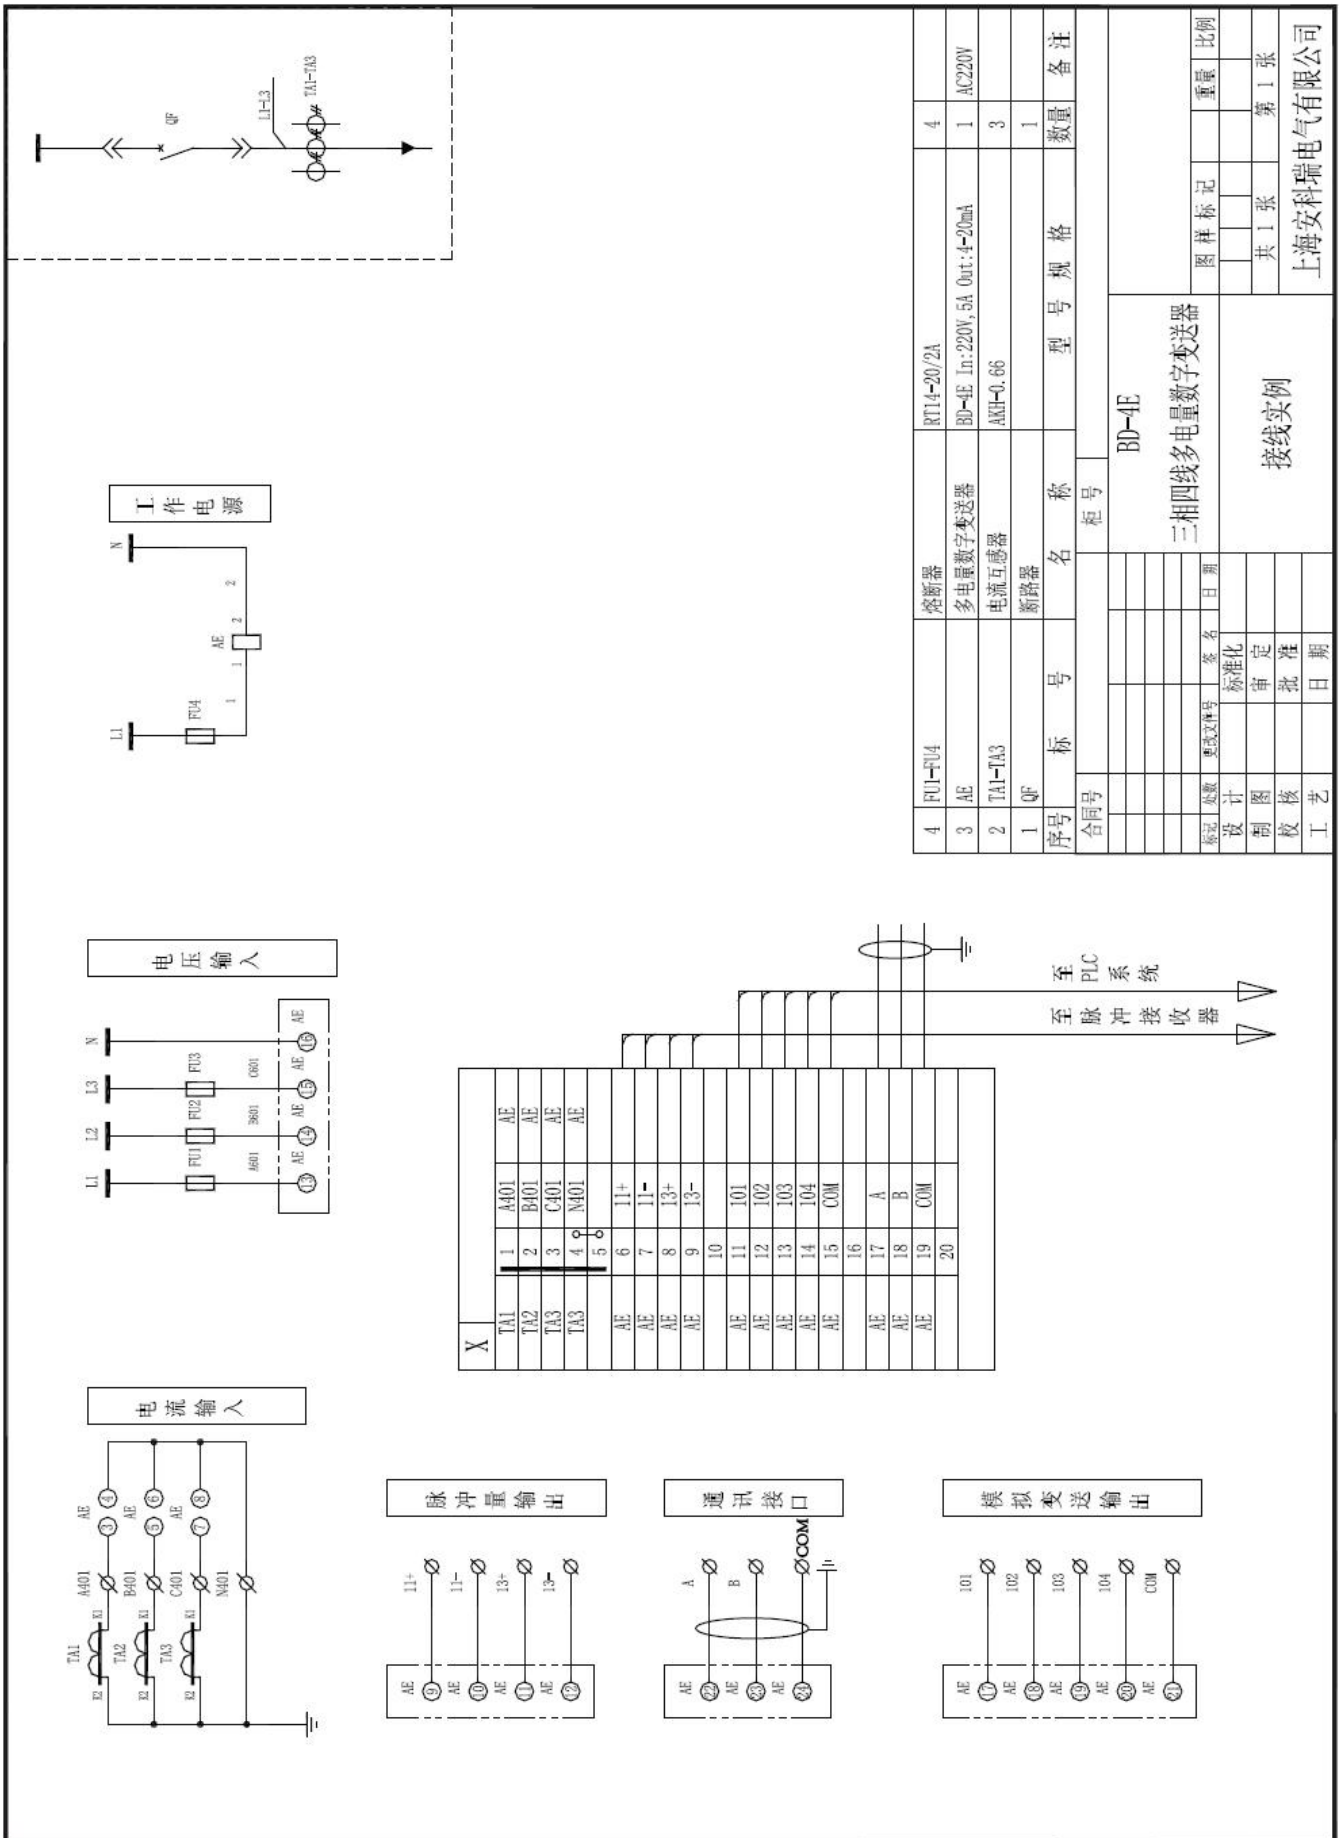 电流输入
TA1
K2
K1
A401
AE
3
4
TA2
K2
K1
B401
AE
5
6
TA3
K2
K1
C401
AE
7
8
N401
电压输入
L1
L2
L3
N
FU1
FU2
FU3
A601
B601
C601
AE
AE
AE
AE
13
14
15
16
工作电源
L1
N
FU4
AE
1
1
2
2
QF
L1-L3
TA1-TA3
脉冲量输出
AE 9 11+
AE 10 11-
AE 11 13+
AE 12 13-
通讯接口
AE 22 A
AE 23 B
AE 24 COM
模拟变送输出
AE 17 101
AE 18 102
AE 19 103
AE 20 104
AE 21 COM
X
TA1 1 A401 AE
TA2 2 B401 AE
TA3 3 C401 AE
TA3 4 N401 AE
5
AE 6 11+
AE 7 11-
AE 8 13+
AE 9 13-
10
AE 11 101
AE 12 102
AE 13 103
AE 14 104
AE 15 COM
16
AE 17 A
AE 18 B
AE 19 COM
20
至PLC系统
至脉冲接收器
4 FU1-FU4 熔断器 RT14-20/2A 4
3 AE 多电量数字变送器 BD-4E In:220V,5A Out:4-20mA 1 AC220V
2 TA1-TA3 电流互感器 AKH-0.66 3
1 QF 断路器 1
序号 标号 名称 型号规格 数量 备注
合同号 柜号
BD-4E
三相四线多电量数字变送器
标记 处数 更改文件号 签名 日期
图样标记 重量 比例
设计 标准化
制图 审定
校核 批准
工艺 日期
接线实例
共 1 张 第 1 张
上海安科瑞电气有限公司